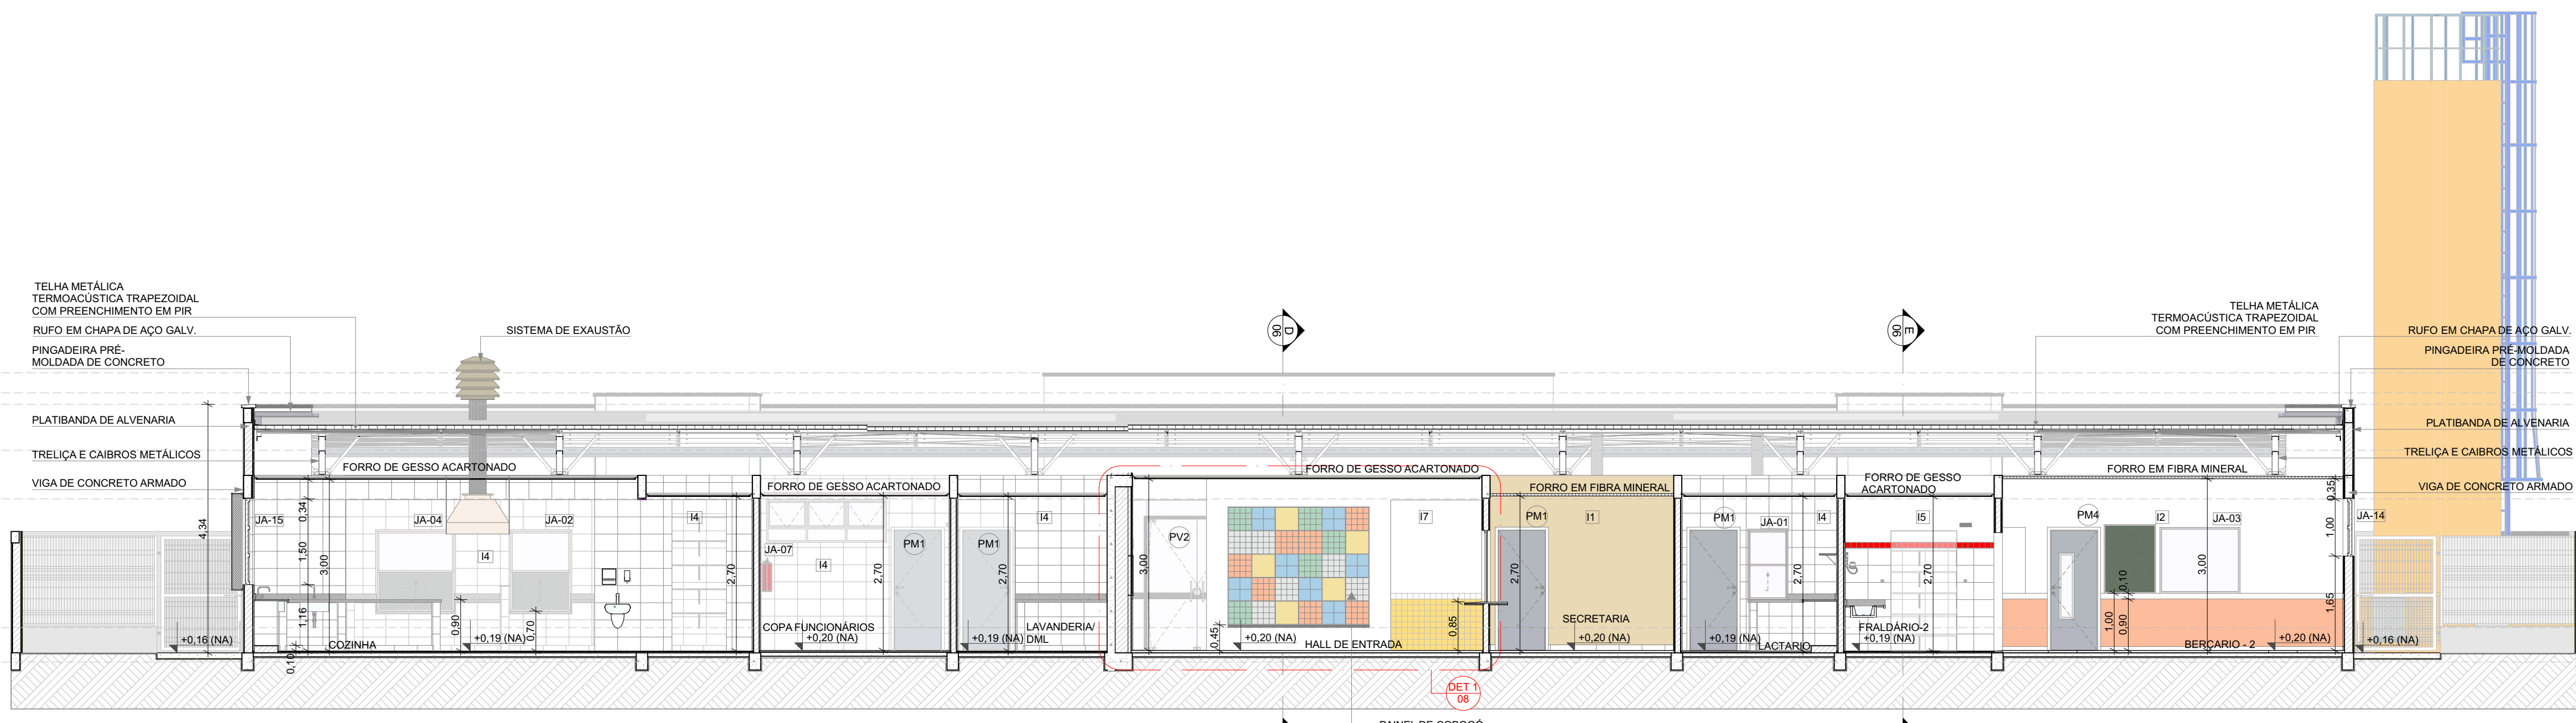 TELHA METÁLICA
TERMOACÚSTICA TRAPEZOIDAL
COM PREENCHIMENTO EM PIR
RUFO EM CHAPA DE AÇO GALV.
PINGADEIRA PRÉ-
MOLDADA DE CONCRETO
PLATIBANDA DE ALVENARIA
TRELIÇA E CAIBROS METÁLICOS
VIGA DE CONCRETO ARMADO
SISTEMA DE EXAUSTÃO
D
06
E
06
TELHA METÁLICA
TERMOACÚSTICA TRAPEZOIDAL
COM PREENCHIMENTO EM PIR
RUFO EM CHAPA DE AÇO GALV.
PINGADEIRA PRÉ-MOLDADA
DE CONCRETO
PLATIBANDA DE ALVENARIA
TRELIÇA E CAIBROS METÁLICOS
VIGA DE CONCRETO ARMADO
4,34
+0,16 (NA)
FORRO DE GESSO ACARTONADO
JA-15
0,34
1,50
1,16
0,10
3,00
JA-04
I4
JA-02
0,90
0,70
+0,19 (NA)
COZINHA
I4
2,70
FORRO DE GESSO ACARTONADO
JA-07
I4
2,70
PM1
COPA FUNCIONÁRIOS
+0,20 (NA)
PM1
I4
2,70
+0,19 (NA)
LAVANDERIA/
DML
FORRO DE GESSO ACARTONADO
3,00
PV2
I7
0,45
0,85
+0,20 (NA)
HALL DE ENTRADA
DET 1
08
FORRO EM FIBRA MINERAL
PM1
I1
2,70
SECRETARIA
+0,20 (NA)
PM1
JA-01
I4
2,70
+0,19 (NA)
LACTARIO
FORRO DE GESSO
ACARTONADO
I5
2,70
FRALDÁRIO-2
+0,19 (NA)
FORRO EM FIBRA MINERAL
PM4
I2
JA-03
0,10
1,00
0,90
3,00
0,35
1,00
1,65
BERÇARIO - 2
+0,20 (NA)
JA-14
+0,16 (NA)
PAINEL DE COBOGÓ